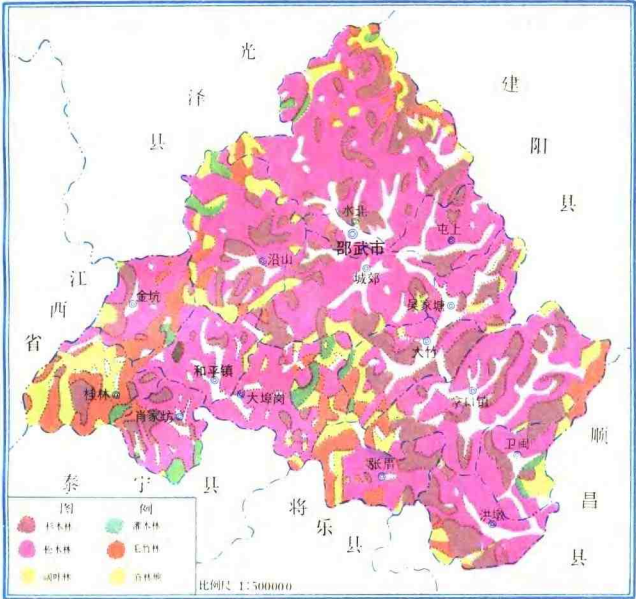 光
泽
县
建
阳
县
水北
屯上
邵武市
沿山
城郊
江
西
省
金坑
吴家塘
大竹
和平镇
大埠岗
桂林
肖家坊
卫闽
张厝
洪墩
顺
昌
县
泰 宁 县
将
乐
县
图 例
杉木林
灌木林
松木林
毛竹林
阔叶林
比例尺 1:500000